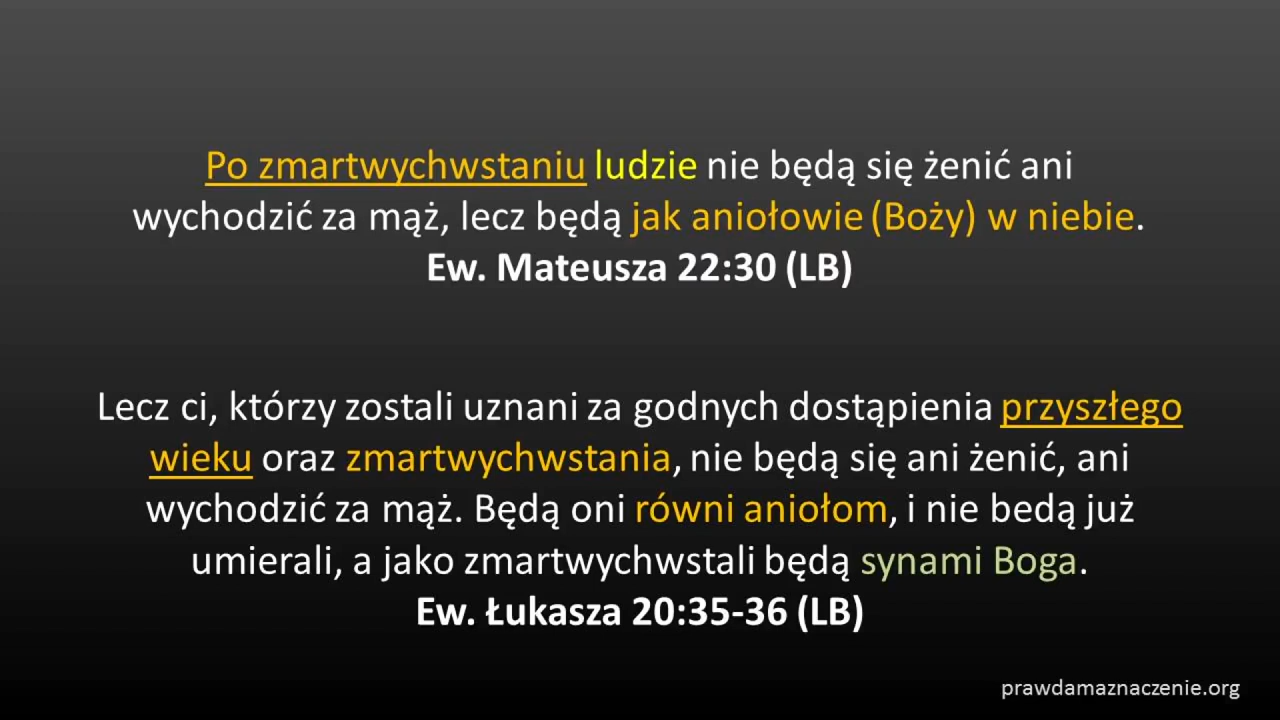 Po zmartwychwstaniu ludzie nie będą się żenić ani
wychodzić za mąż, lecz będą jak aniołowie (Boży) w niebie.
Ew. Mateusza 22:30 (LB)
Lecz ci, którzy zostali uznani za godnych dostąpienia przyszłego
wieku oraz zmartwychwstania, nie będą się ani żenić, ani
wychodzić za mąż. Będą oni równi aniołom, i nie bedą już
umierali, a jako zmartwychwstali będą synami Boga.
Ew. Łukasza 20:35-36 (LB)
prawdamaznaczenie.org